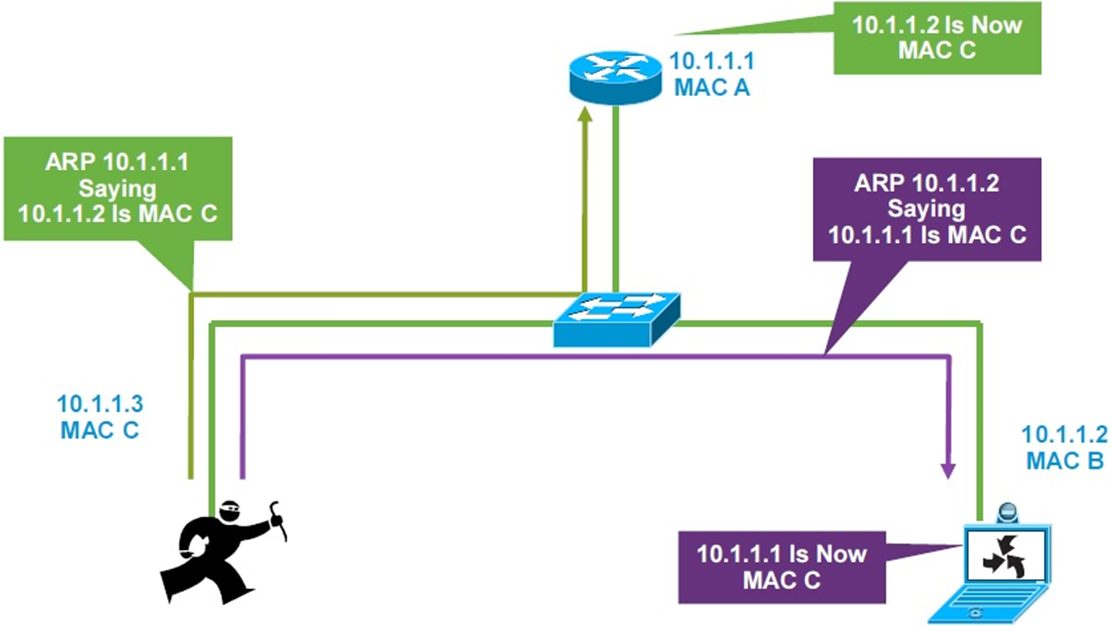 10.1.1.2 Is Now
MAC C
10.1.1.1
MAC A
ARP 10.1.1.1
Saying
10.1.1.2 Is MAC C
ARP 10.1.1.2
Saying
10.1.1.1 Is MAC C
10.1.1.3
MAC C
10.1.1.2
MAC B
10.1.1.1 Is Now
MAC C